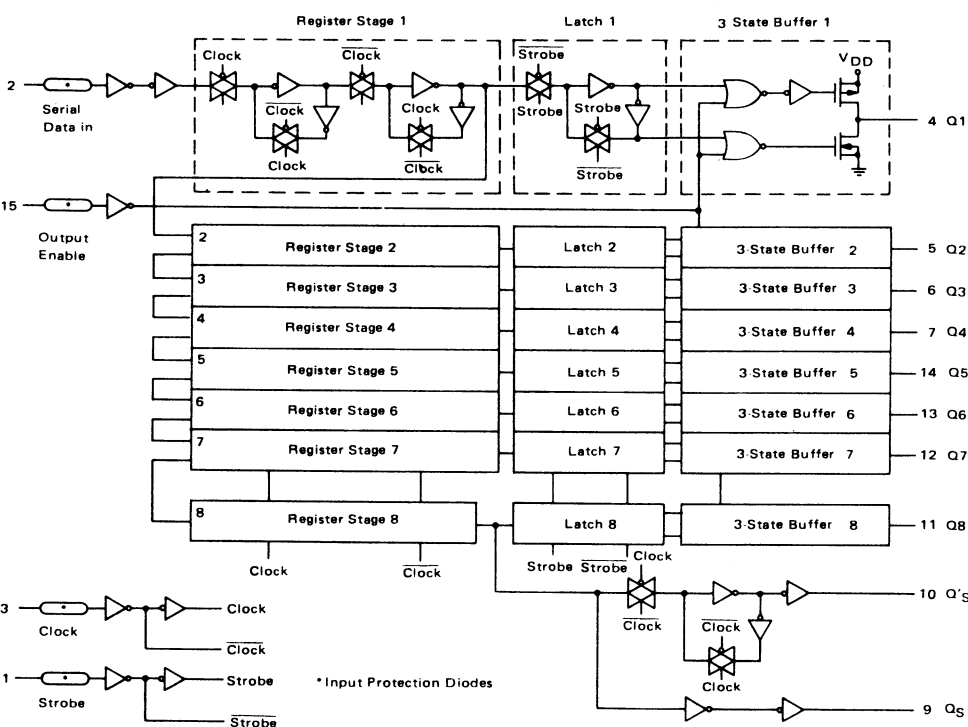 Register Stage 1
Latch 1
3 State Buffer 1
Clock
Clock
Strobe
VDD
2
Serial
Data in
Clock
Clock
Clock
Clock
Strobe
Strobe
Strobe
4 Q1
15
Output
Enable
2
Register Stage 2
Latch 2
3-State Buffer 2
5 Q2
3
Register Stage 3
Latch 3
3-State Buffer 3
6 Q3
4
Register Stage 4
Latch 4
3-State Buffer 4
7 Q4
5
Register Stage 5
Latch 5
3-State Buffer 5
14 Q5
6
Register Stage 6
Latch 6
3-State Buffer 6
13 Q6
7
Register Stage 7
Latch 7
3-State Buffer 7
12 Q7
8
Register Stage 8
Latch 8
3-State Buffer 8
11 Q8
Clock
Clock
Strobe
Strobe
Clock
Clock
10 Q'S
Clock
Clock
3
Clock
Clock
Clock
1
Strobe
Strobe
Strobe
*Input Protection Diodes
9 QS